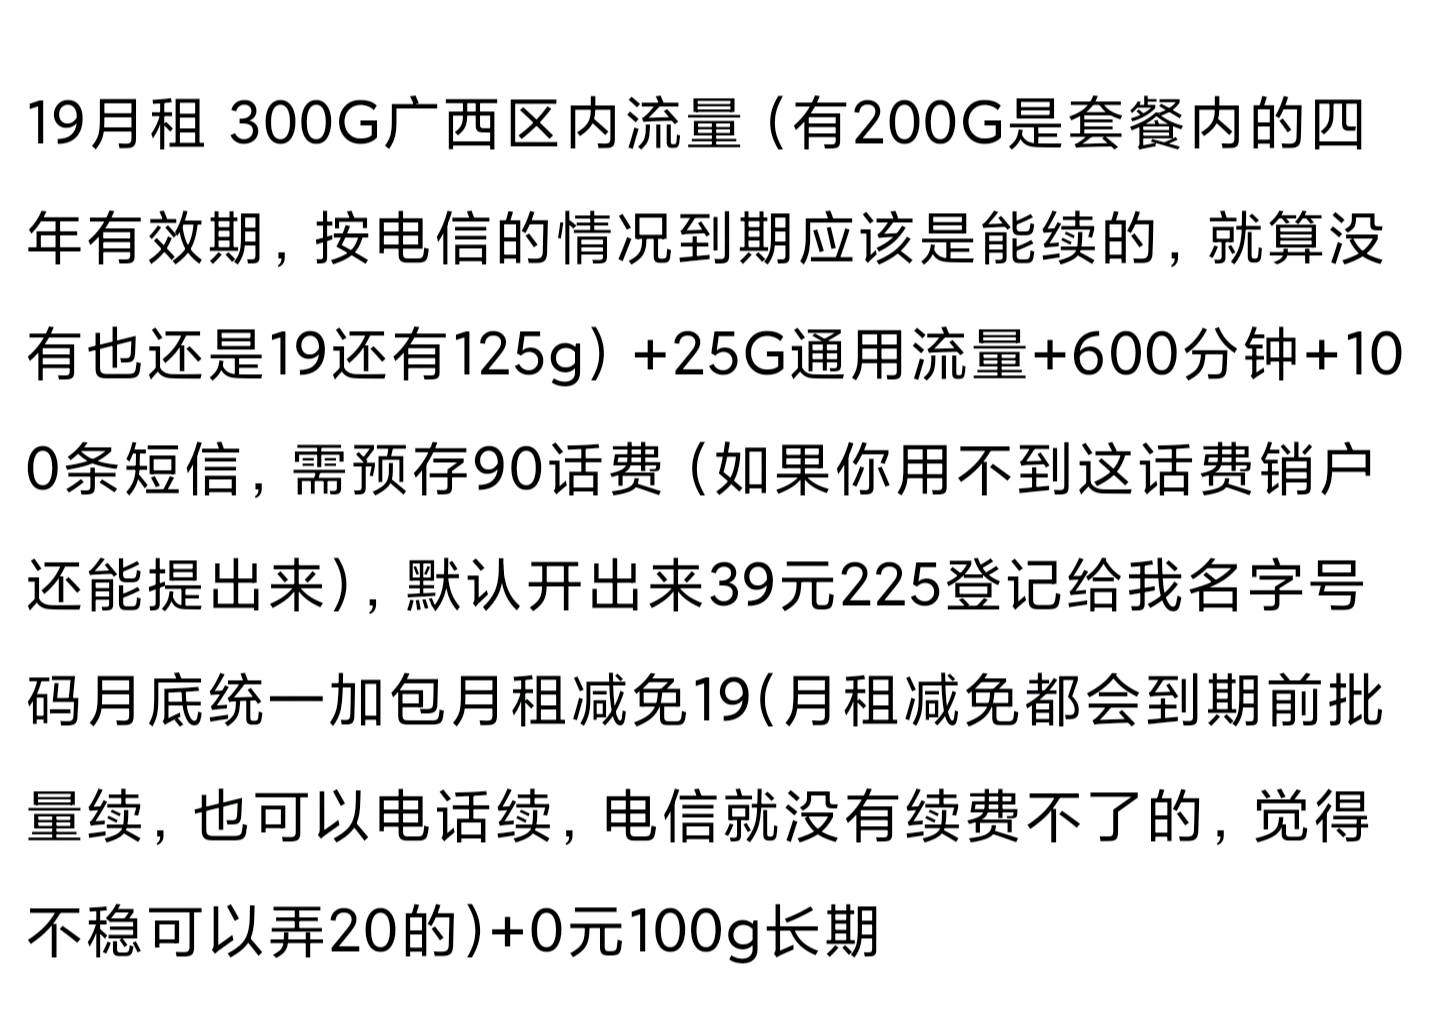 19月租 300G广西区内流量（有200G是套餐内的四
年有效期，按电信的情况到期应该是能续的，就算没
有也还是19还有125g）+25G通用流量+600分钟+10
0条短信，需预存90话费（如果你用不到这话费销户
还能提出来），默认开出来39元225登记给我名字号
码月底统一加包月租减免19(月租减免都会到期前批
量续，也可以电话续，电信就没有续费不了的，觉得
不稳可以弄20的)+0元100g长期